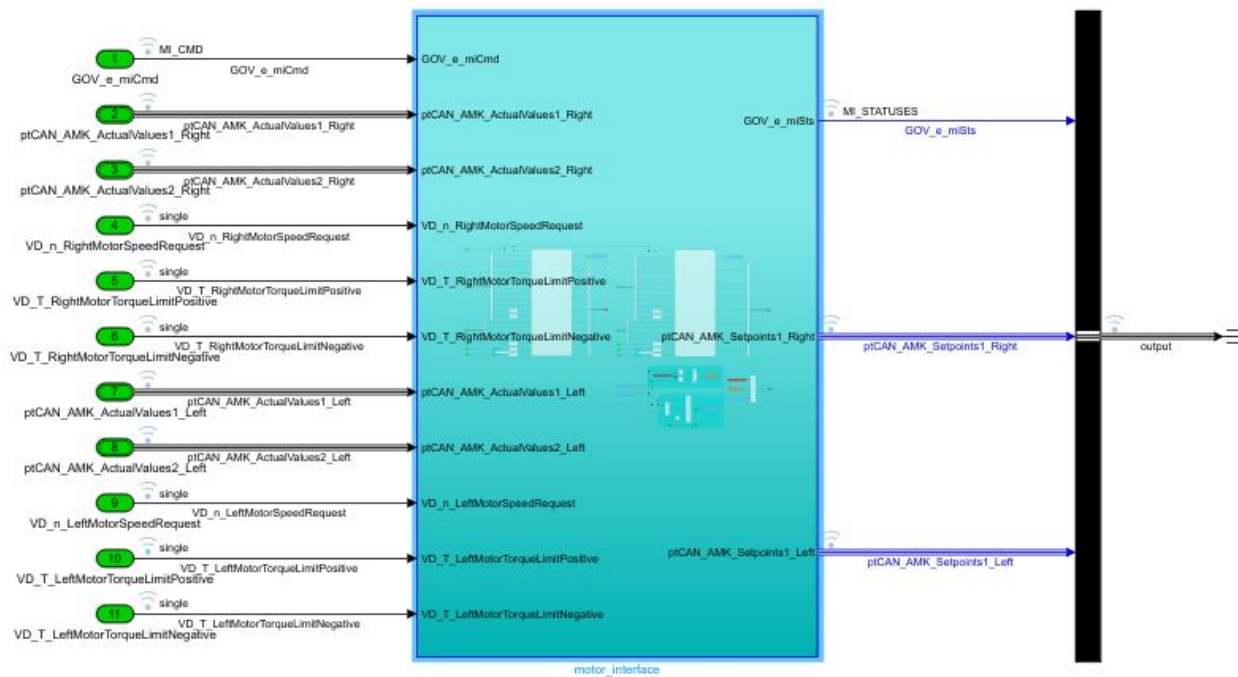 1
MI_CMD
GOV_e_miCmd
GOV_e_miCmd
GOV_e_miCmd
2
ptCAN_AMK_ActualValues1_Right
ptCAN_AMK_ActualValues1_Right
ptCAN_AMK_ActualValues1_Right
3
ptCAN_AMK_ActualValues2_Right
ptCAN_AMK_ActualValues2_Right
ptCAN_AMK_ActualValues2_Right
4
single
VD_n_RightMotorSpeedRequest
VD_n_RightMotorSpeedRequest
VD_n_RightMotorSpeedRequest
5
single
VD_T_RightMotorTorqueLimitPositive
VD_T_RightMotorTorqueLimitPositive
VD_T_RightMotorTorqueLimitPositive
6
single
VD_T_RightMotorTorqueLimitNegative
VD_T_RightMotorTorqueLimitNegative
VD_T_RightMotorTorqueLimitNegative
7
ptCAN_AMK_ActualValues1_Left
ptCAN_AMK_ActualValues1_Left
ptCAN_AMK_ActualValues1_Left
8
ptCAN_AMK_ActualValues2_Left
ptCAN_AMK_ActualValues2_Left
ptCAN_AMK_ActualValues2_Left
9
single
VD_n_LeftMotorSpeedRequest
VD_n_LeftMotorSpeedRequest
VD_n_LeftMotorSpeedRequest
10
single
VD_T_LeftMotorTorqueLimitPositive
VD_T_LeftMotorTorqueLimitPositive
VD_T_LeftMotorTorqueLimitPositive
11
single
VD_T_LeftMotorTorqueLimitNegative
VD_T_LeftMotorTorqueLimitNegative
VD_T_LeftMotorTorqueLimitNegative
GOV_e_miSts
MI_STATUSES
GOV_e_miSts
ptCAN_AMK_Setpoints1_Right
ptCAN_AMK_Setpoints1_Right
ptCAN_AMK_Setpoints1_Left
ptCAN_AMK_Setpoints1_Left
output
motor_interface